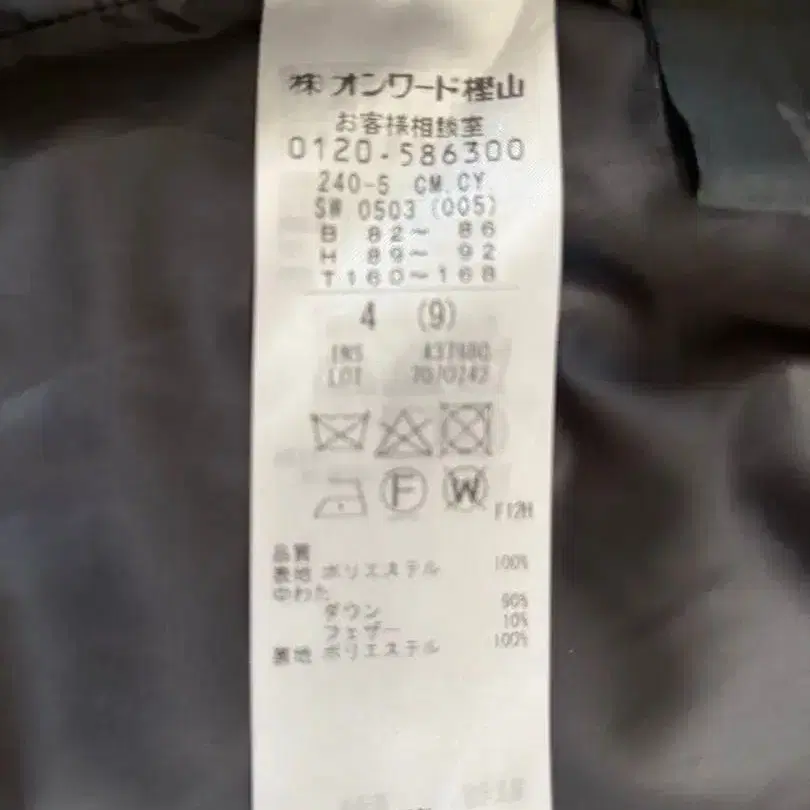 ㈱オンワード樫山
お客様相談室
0120-586300
240-5 CM.CY
SW 0503 (005)
B 82～ 86
H 89～ 92
T160～168
4 (9)
INS
LOT
F
W
F12H
品質
表地 ポリエステル 100%
中わた
ダウン 90%
フェザー 10%
裏地 ポリエステル 100%